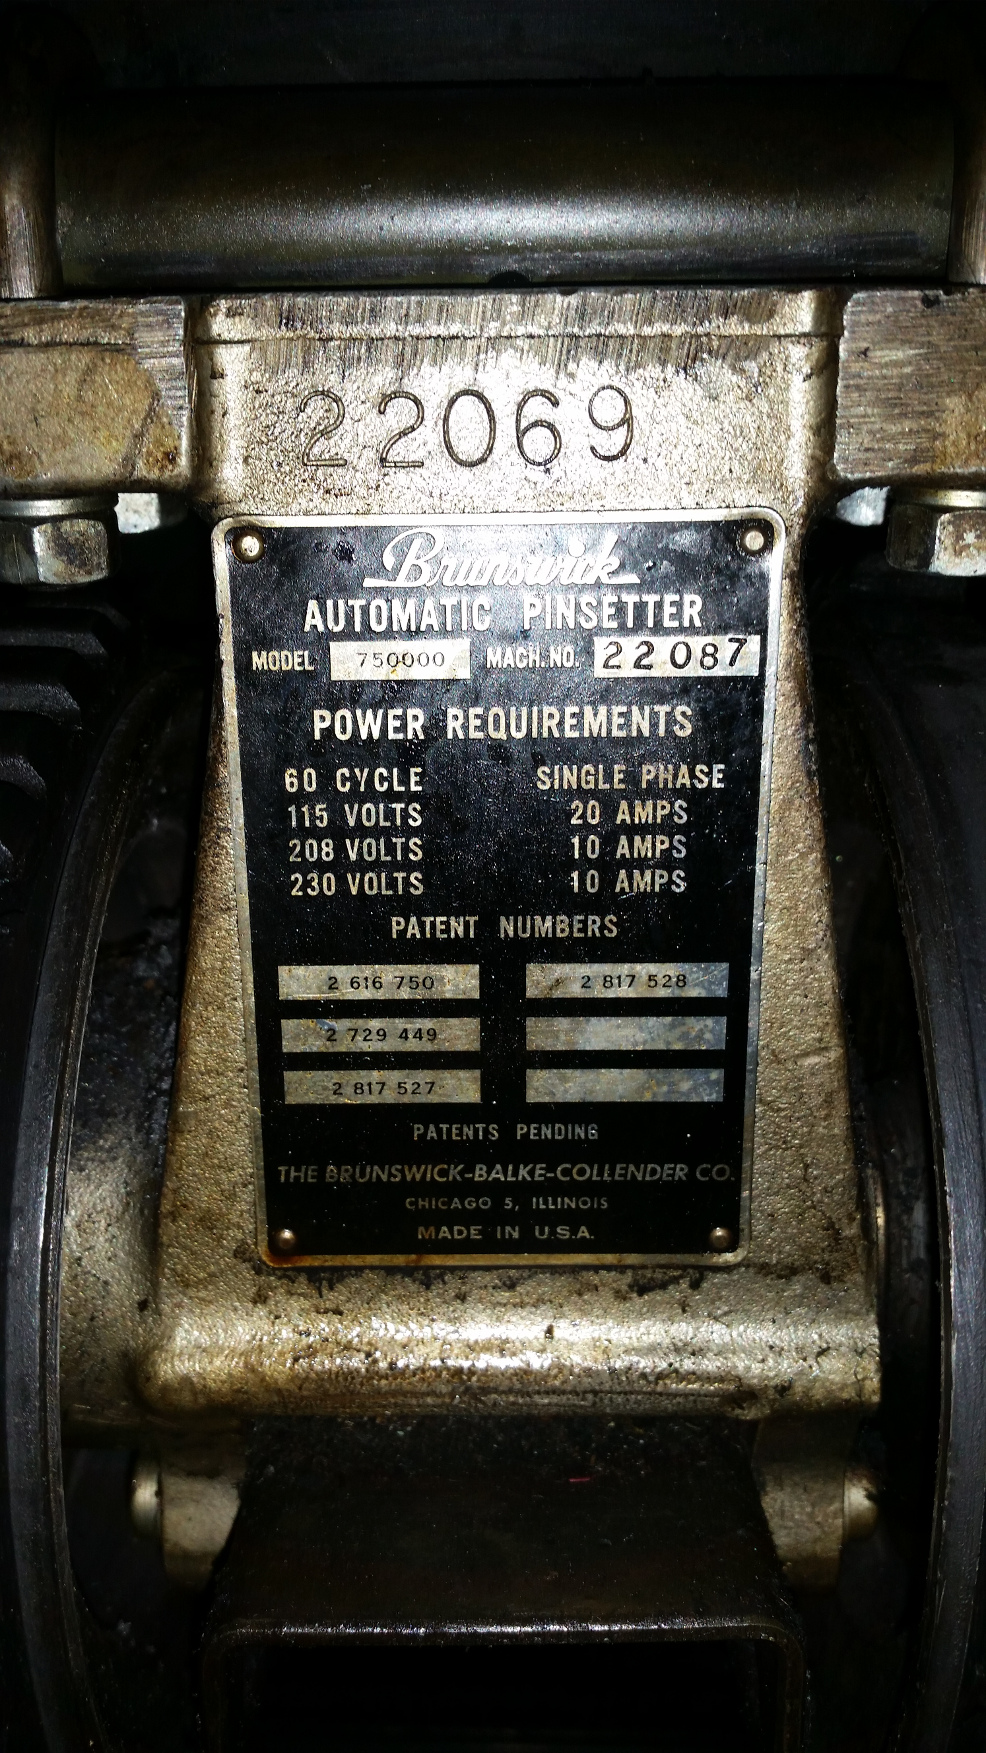 22069
Brunswick
AUTOMATIC PINSETTER
MODEL 750000 MACH. NO. 22087
POWER REQUIREMENTS
60 CYCLE SINGLE PHASE
115 VOLTS 20 AMPS
208 VOLTS 10 AMPS
230 VOLTS 10 AMPS
PATENT NUMBERS
2 616 750 2 817 528
2 729 449
2 817 527
PATENTS PENDING
THE BRUNSWICK-BALKE-COLLENDER CO.
CHICAGO 5, ILLINOIS
MADE IN U.S.A.